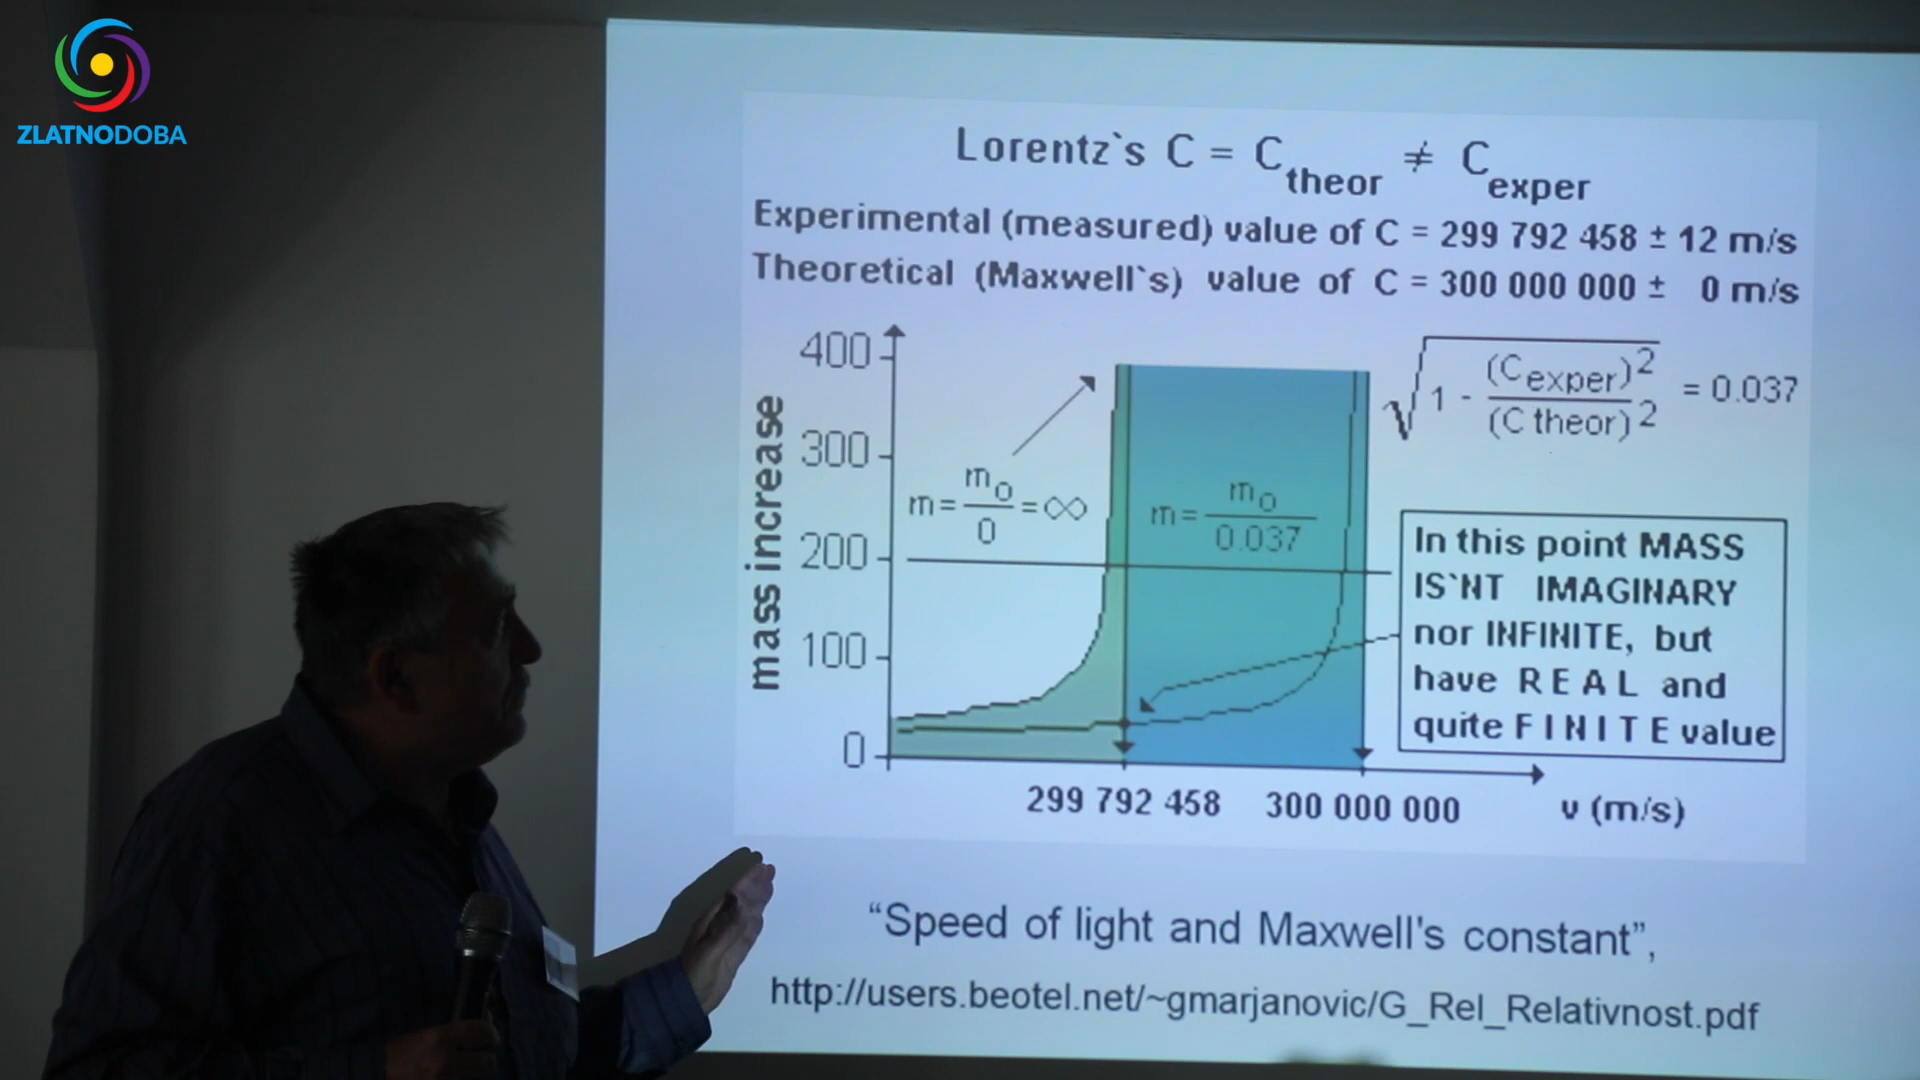 ZLATNODOBA
Lorentz`s C = C theor ≠ C exper
Experimental (measured) value of C = 299 792 458 ± 12 m/s
Theoretical (Maxwell`s) value of C = 300 000 000 ± 0 m/s
mass increase
400
300
200
100
0
m = m₀/0 = ∞
m = m₀/0.037
√(1 - (C exper)²/(C theor)²) = 0.037
In this point MASS
IS`NT IMAGINARY
nor INFINITE, but
have R E A L and
quite F I N I T E value
299 792 458 300 000 000 v (m/s)
“Speed of light and Maxwell's constant”,
http://users.beotel.net/~gmarjanovic/G_Rel_Relativnost.pdf